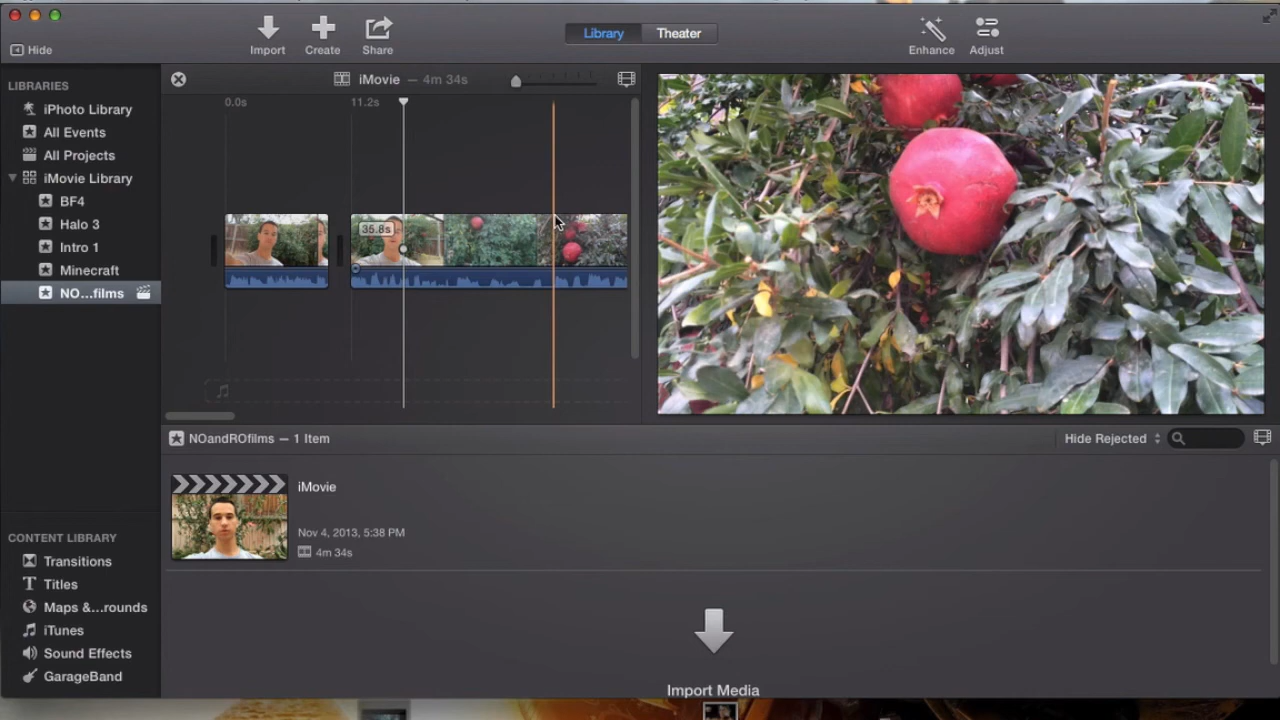 Hide
Import
Create
Share
Library
Theater
Enhance
Adjust
LIBRARIES
iPhoto Library
All Events
All Projects
iMovie Library
BF4
Halo 3
Intro 1
Minecraft
NO...films
iMovie — 4m 34s
0.0s
11.2s
35.8s
NOandROfilms — 1 Item
Hide Rejected
iMovie
Nov 4, 2013, 5:38 PM
4m 34s
Import Media
CONTENT LIBRARY
Transitions
Titles
Maps &...rounds
iTunes
Sound Effects
GarageBand